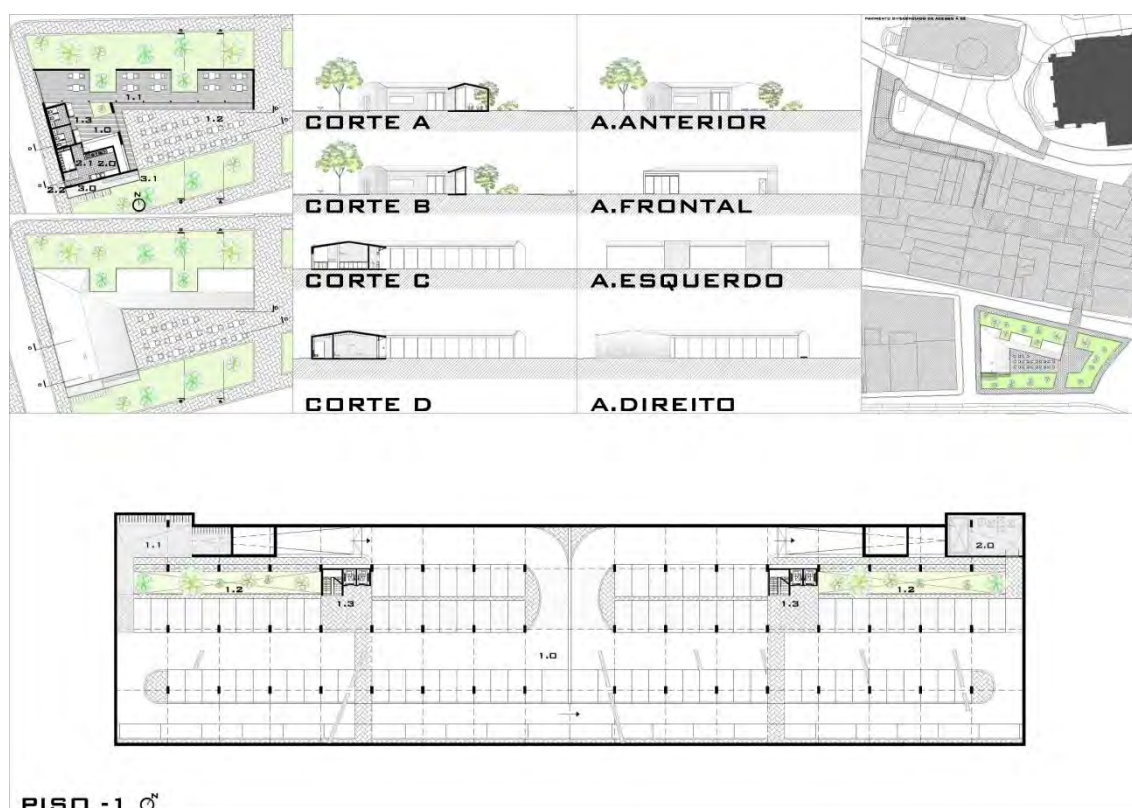 1.1
1.3
1.2
1.0
2.1 2.0
2.2
3.0
3.1
N
CORTE A
A.ANTERIOR
CORTE B
A.FRONTAL
CORTE C
A.ESQUERDO
CORTE D
A.DIREITO
1.1
2.0
1.2
1.3
1.3
1.2
1.0
PISO -1 N